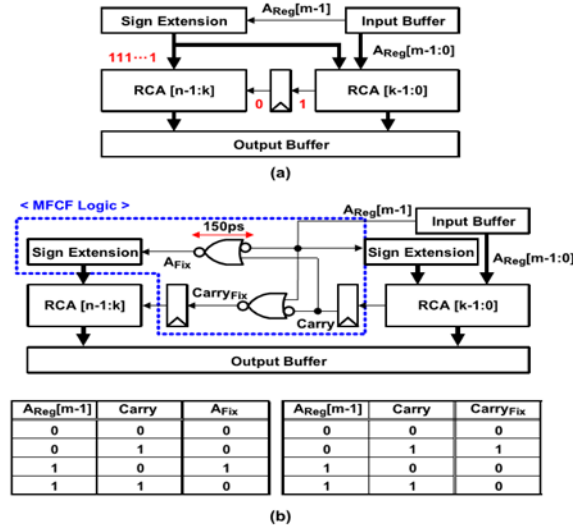 Sign Extension
A_Reg[m-1]
Input Buffer
A_Reg[m-1:0]
111···1
RCA [n-1:k]
0
1
RCA [k-1:0]
Output Buffer
(a)
< MFCF Logic >
150ps
A_Reg[m-1]
Input Buffer
Sign Extension
A_Fix
Sign Extension
A_Reg[m-1:0]
RCA [n-1:k]
Carry_Fix
Carry
RCA [k-1:0]
Output Buffer
A_Reg[m-1] Carry A_Fix A_Reg[m-1] Carry Carry_Fix
0 0 0 0 0 0
0 1 0 0 1 1
1 0 1 1 0 0
1 1 0 1 1 0
(b)